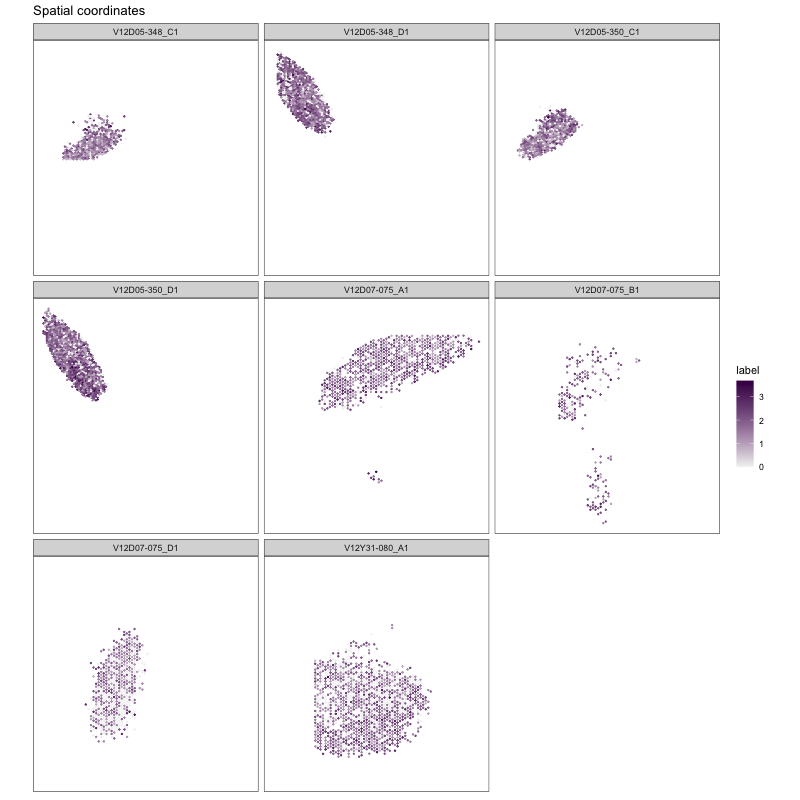 Spatial coordinates
V12D05-348_C1
V12D05-348_D1
V12D05-350_C1
V12D05-350_D1
V12D07-075_A1
V12D07-075_B1
label
3
2
1
0
V12D07-075_D1
V12Y31-080_A1